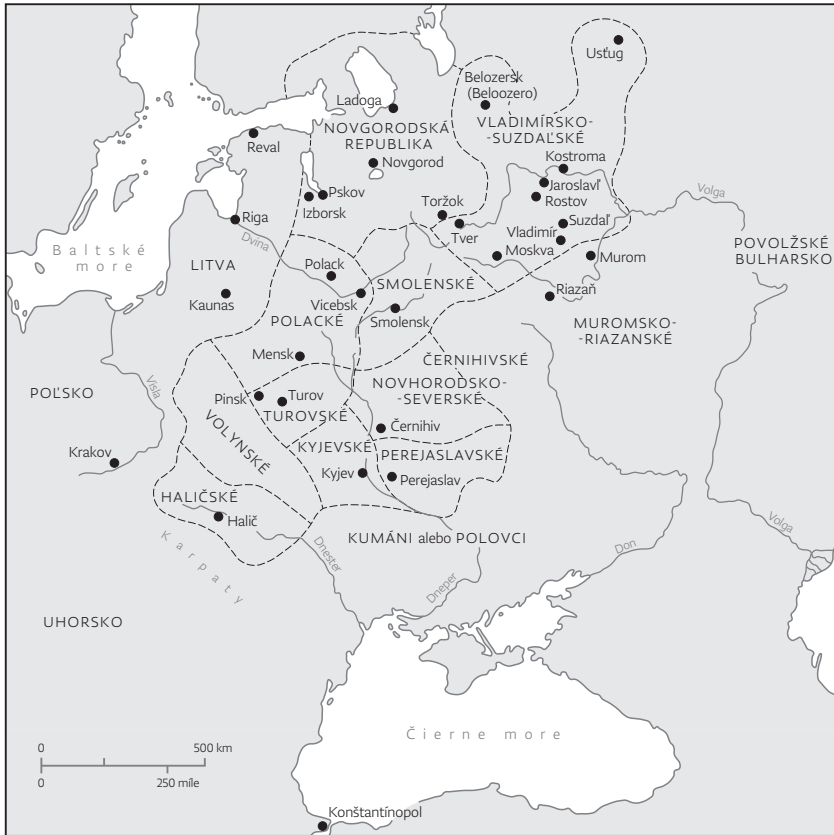 Usťug
Belozersk
(Beloozero)
Ladoga
VLADIMÍRSKO-
-SUZDAĽSKÉ
NOVGORODSKÁ
REPUBLIKA
Reval
Novgorod
Kostroma
Jaroslavľ
Rostov
Pskov
Izborsk
Volga
Toržok
Riga
Tver
Suzdaľ
Vladimír
Dvina
Baltské
more
Moskva
Murom
POVOLŽSKÉ
BULHARSKO
LITVA
Polack
SMOLENSKÉ
Kaunas
Vicebsk
Riazaň
Smolensk
POLACKÉ
MUROMSKO-
-RIAZANSKÉ
Mensk
ČERNIHIVSKÉ
NOVHORODSKO-
-SEVERSKÉ
POĽSKO
Visla
Pinsk
Turov
TUROVSKÉ
VOLYNSKÉ
Černihiv
Krakov
KYJEVSKÉ
PEREJASLAVSKÉ
Kyjev
Perejaslav
HALIČSKÉ
Halič
KUMÁNI alebo POLOVCI
Volga
Karpaty
Dnester
Don
Dneper
UHORSKO
Čierne more
0 500 km
0 250 míle
Konštantínopol